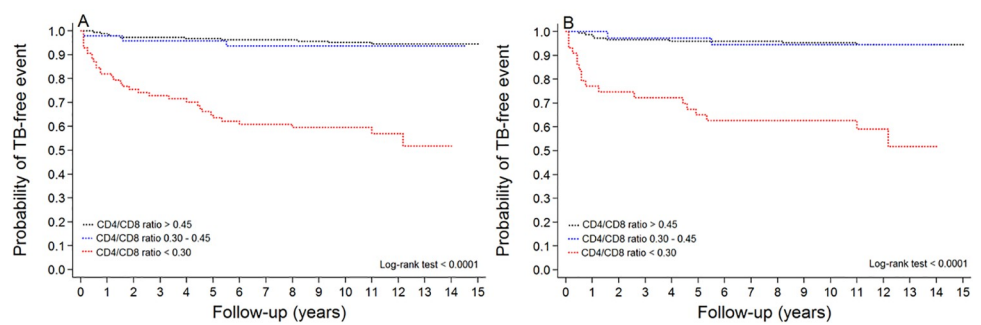 A
Probability of TB-free event
1.0
0.9
0.8
0.7
0.6
0.5
0.4
0.3
0.2
0.1
0.0
CD4/CD8 ratio > 0.45
CD4/CD8 ratio 0.30 - 0.45
CD4/CD8 ratio < 0.30
Log-rank test < 0.0001
0 1 2 3 4 5 6 7 8 9 10 11 12 13 14 15
Follow-up (years)
B
Probability of TB-free event
1.0
0.9
0.8
0.7
0.6
0.5
0.4
0.3
0.2
0.1
0.0
CD4/CD8 ratio > 0.45
CD4/CD8 ratio 0.30 - 0.45
CD4/CD8 ratio < 0.30
Log-rank test < 0.0001
0 1 2 3 4 5 6 7 8 9 10 11 12 13 14 15
Follow-up (years)